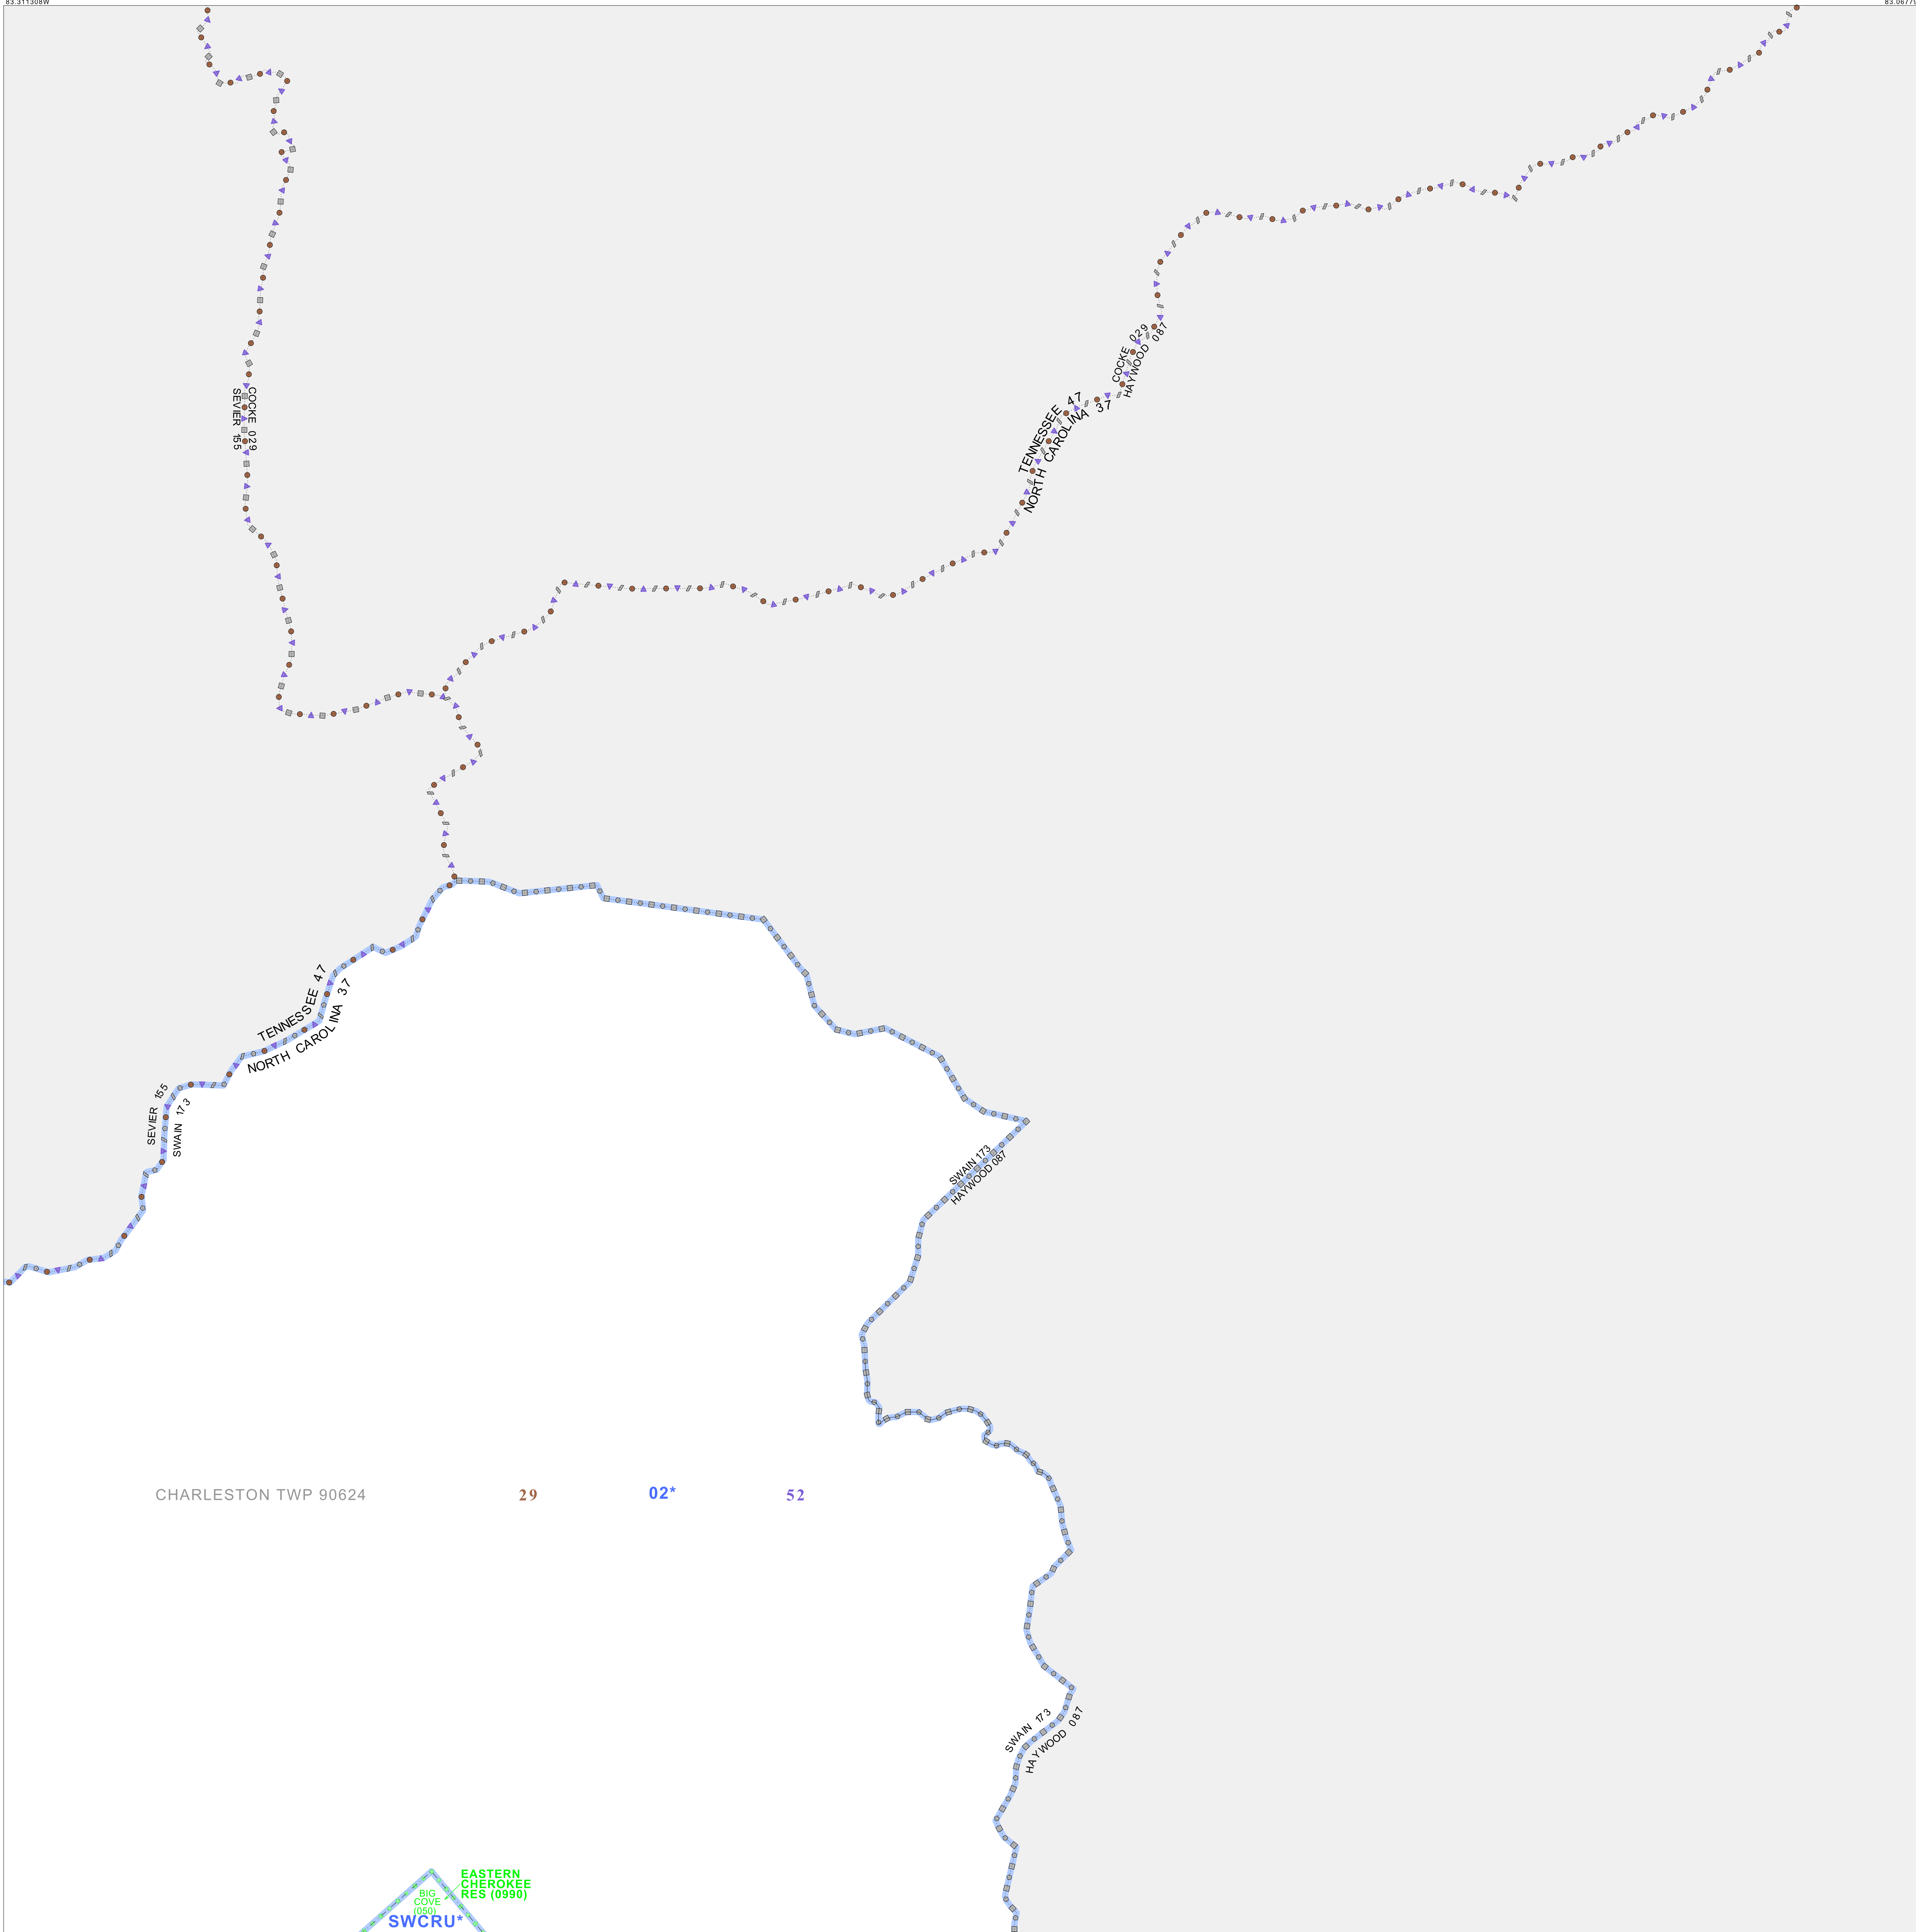 83.311308W
83.0677
COCKE 029
HAYWOOD 087
COCKE 029
SEVIER 155
TENNESSEE 47
NORTH CAROLINA 37
TENNESSEE 47
NORTH CAROLINA 37
SEVIER 155
SWAIN 173
SWAIN 173
HAYWOOD 087
CHARLESTON TWP 90624
29
02*
52
SWAIN 173
HAYWOOD 087
EASTERN
CHEROKEE
RES (0990)
BIG
COVE
(050)
SWCRU*